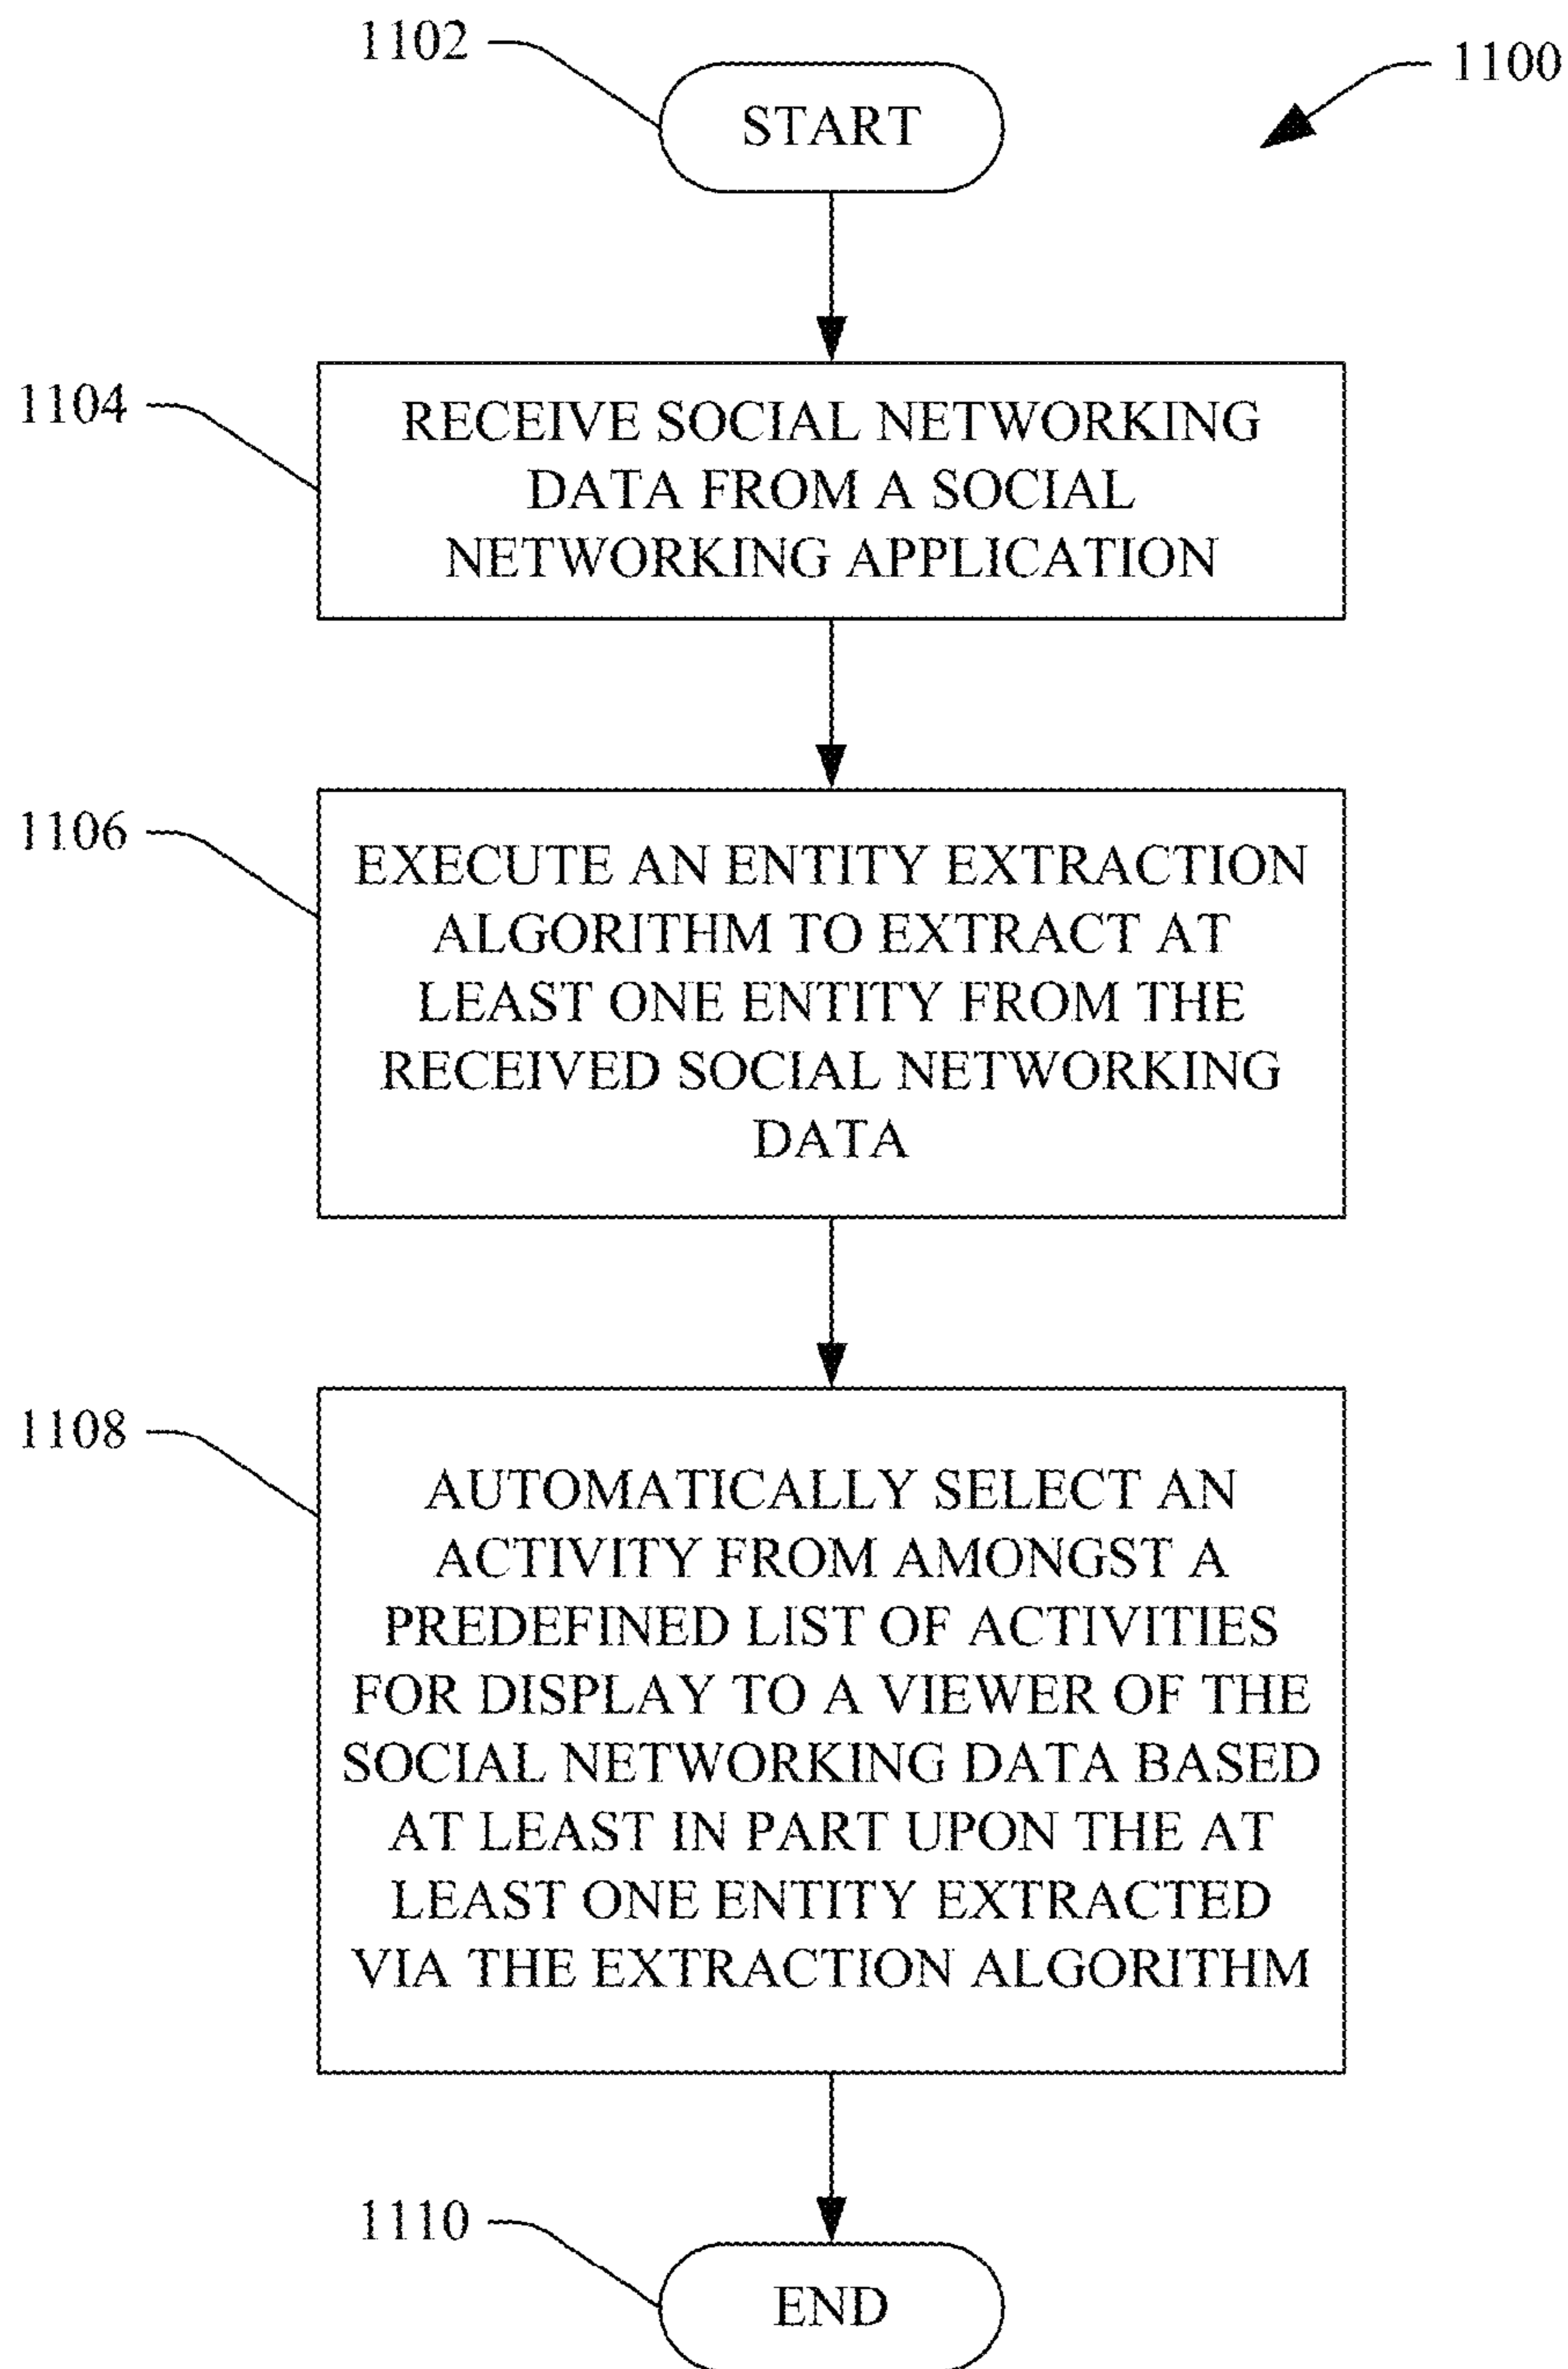 1102
1100
START
1104
RECEIVE SOCIAL NETWORKING
DATA FROM A SOCIAL
NETWORKING APPLICATION
1106
EXECUTE AN ENTITY EXTRACTION
ALGORITHM TO EXTRACT AT
LEAST ONE ENTITY FROM THE
RECEIVED SOCIAL NETWORKING
DATA
1108
AUTOMATICALLY SELECT AN
ACTIVITY FROM AMONGST A
PREDEFINED LIST OF ACTIVITIES
FOR DISPLAY TO A VIEWER OF THE
SOCIAL NETWORKING DATA BASED
AT LEAST IN PART UPON THE AT
LEAST ONE ENTITY EXTRACTED
VIA THE EXTRACTION ALGORITHM
1110
END